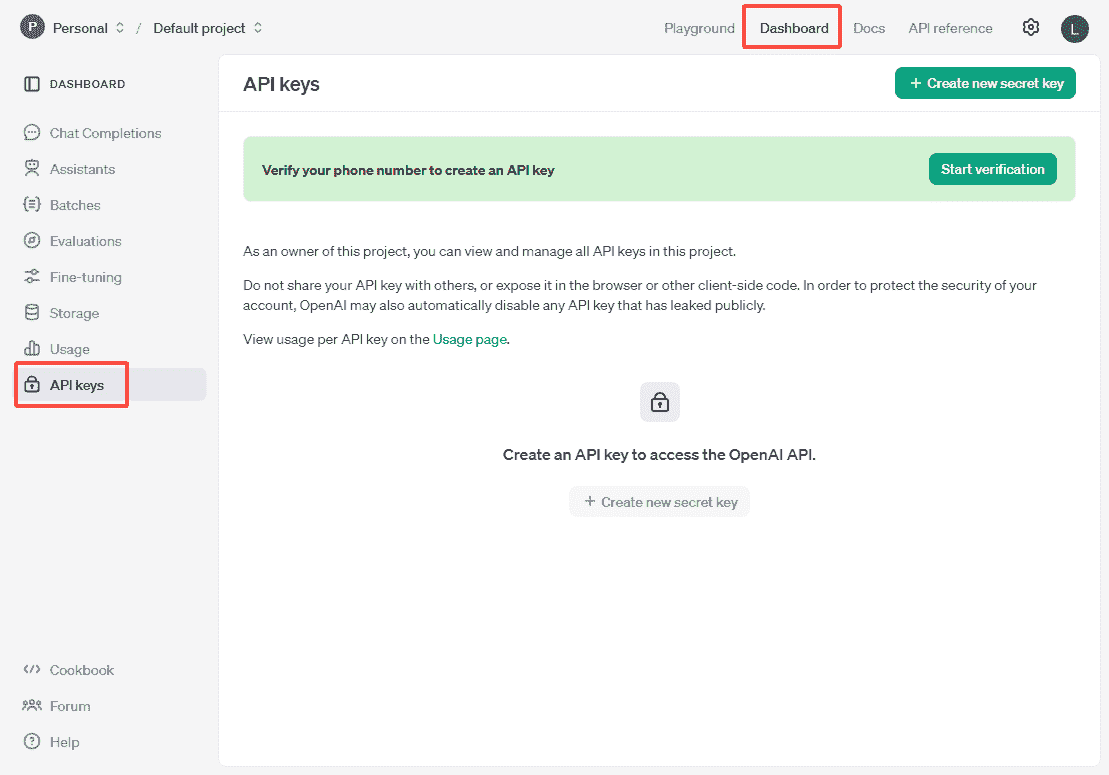 P Personal / Default project
Playground Dashboard Docs API reference L
DASHBOARD
Chat Completions
Assistants
Batches
Evaluations
Fine-tuning
Storage
Usage
API keys
Cookbook
Forum
Help
API keys
+ Create new secret key
Verify your phone number to create an API key
Start verification
As an owner of this project, you can view and manage all API keys in this project.
Do not share your API key with others, or expose it in the browser or other client-side code. In order to protect the security of your
account, OpenAI may also automatically disable any API key that has leaked publicly.
View usage per API key on the Usage page.
Create an API key to access the OpenAI API.
+ Create new secret key